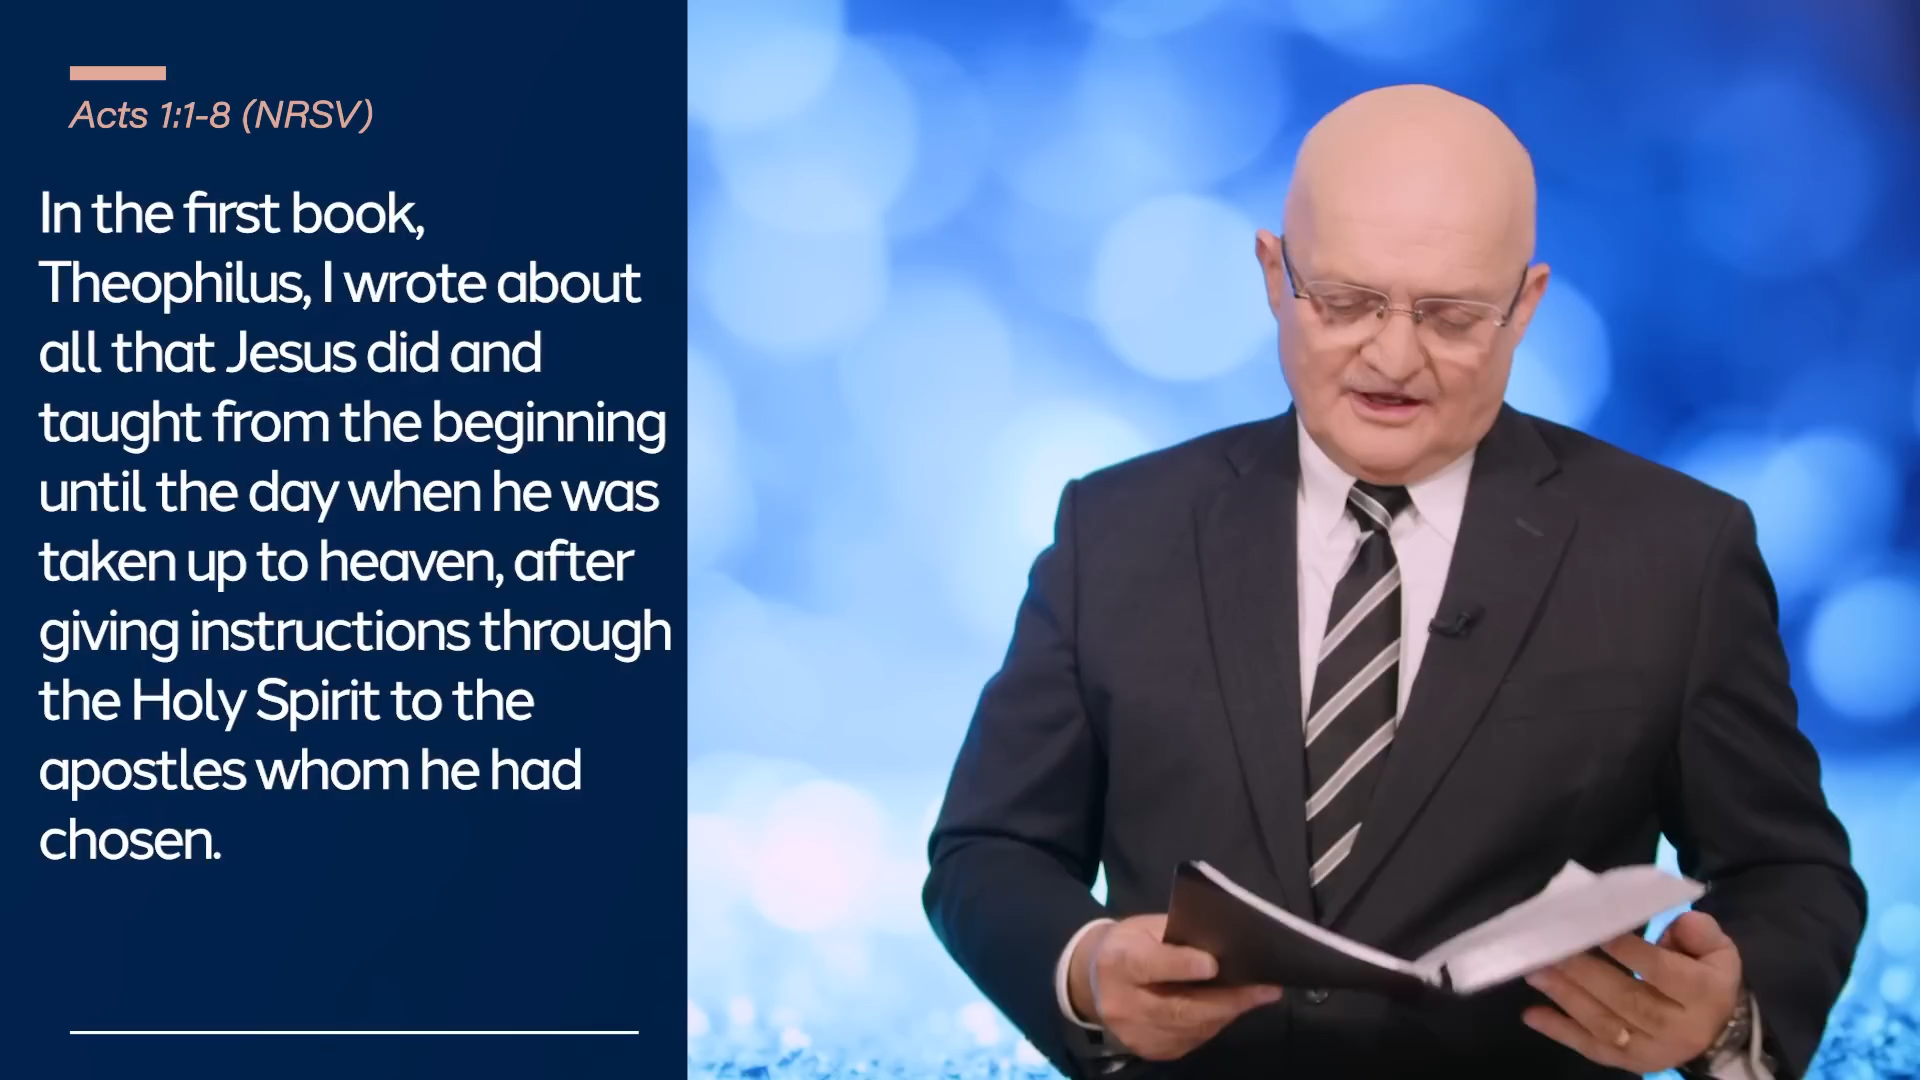 Acts 1:1-8 (NRSV)
In the first book,
Theophilus, I wrote about
all that Jesus did and
taught from the beginning
until the day when he was
taken up to heaven, after
giving instructions through
the Holy Spirit to the
apostles whom he had
chosen.